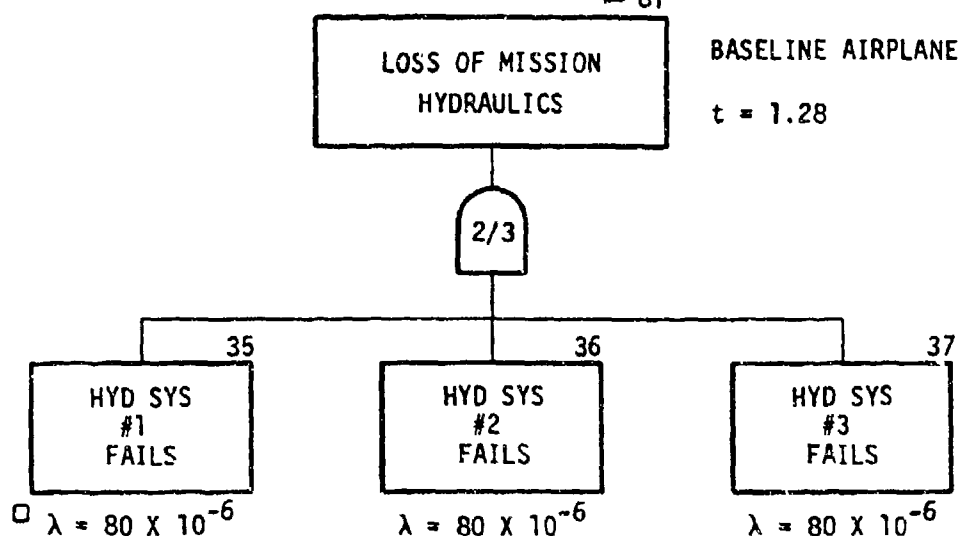 LOSS OF MISSION
HYDRAULICS
BASELINE AIRPLANE
t = 1.28
2/3
35
HYD SYS
#1
FAILS
λ = 80 X 10⁻⁶
36
HYD SYS
#2
FAILS
λ = 80 X 10⁻⁶
37
HYD SYS
#3
FAILS
λ = 80 X 10⁻⁶